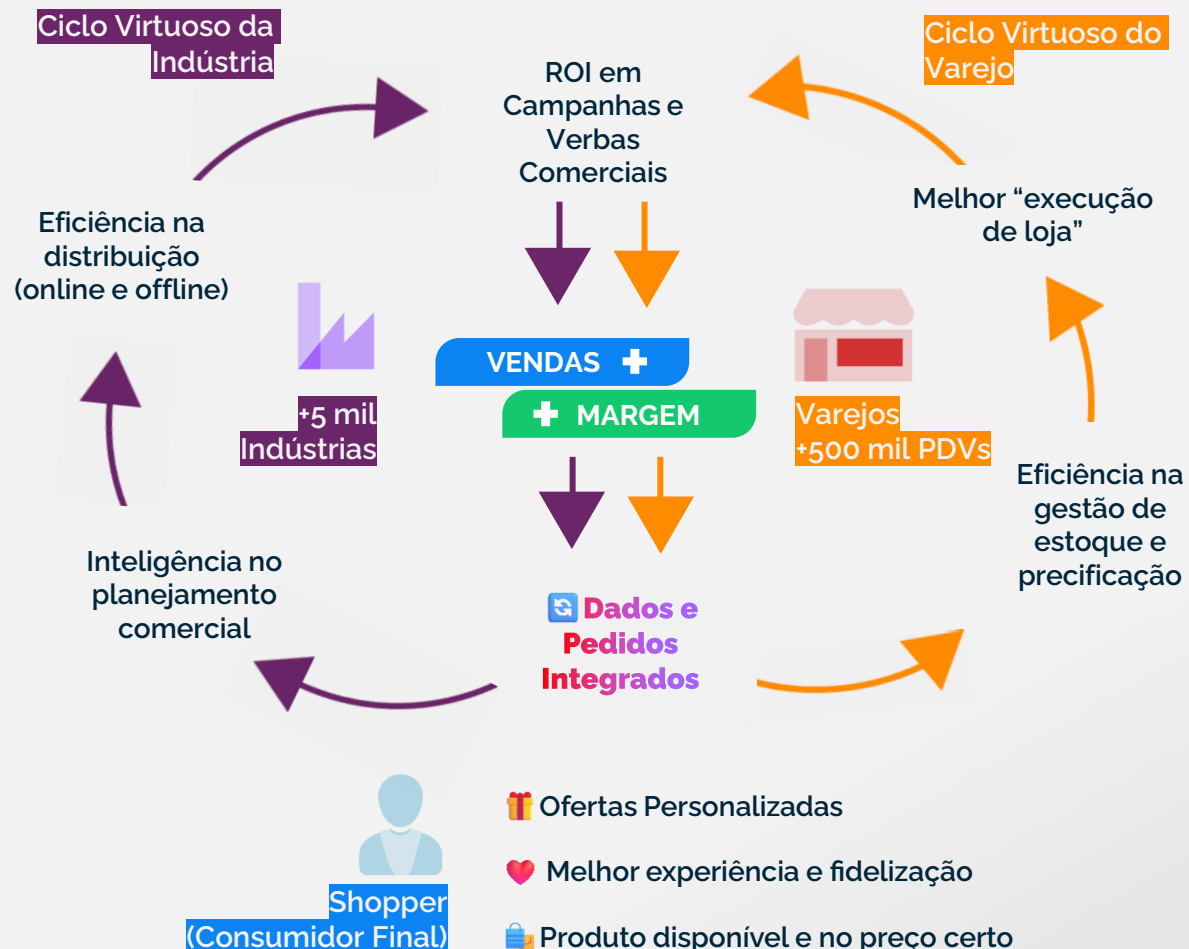 Ciclo Virtuoso da
Indústria
Ciclo Virtuoso do
Varejo
ROI em
Campanhas e
Verbas
Comerciais
Eficiência na
distribuição
(online e offline)
Melhor “execução
de loja”
VENDAS +
+ MARGEM
+5 mil
Indústrias
Varejos
+500 mil PDVs
Eficiência na
gestão de
estoque e
precificação
Inteligência no
planejamento
comercial
Dados e
Pedidos
Integrados
Shopper
(Consumidor Final)
Ofertas Personalizadas
Melhor experiência e fidelização
Produto disponível e no preço certo